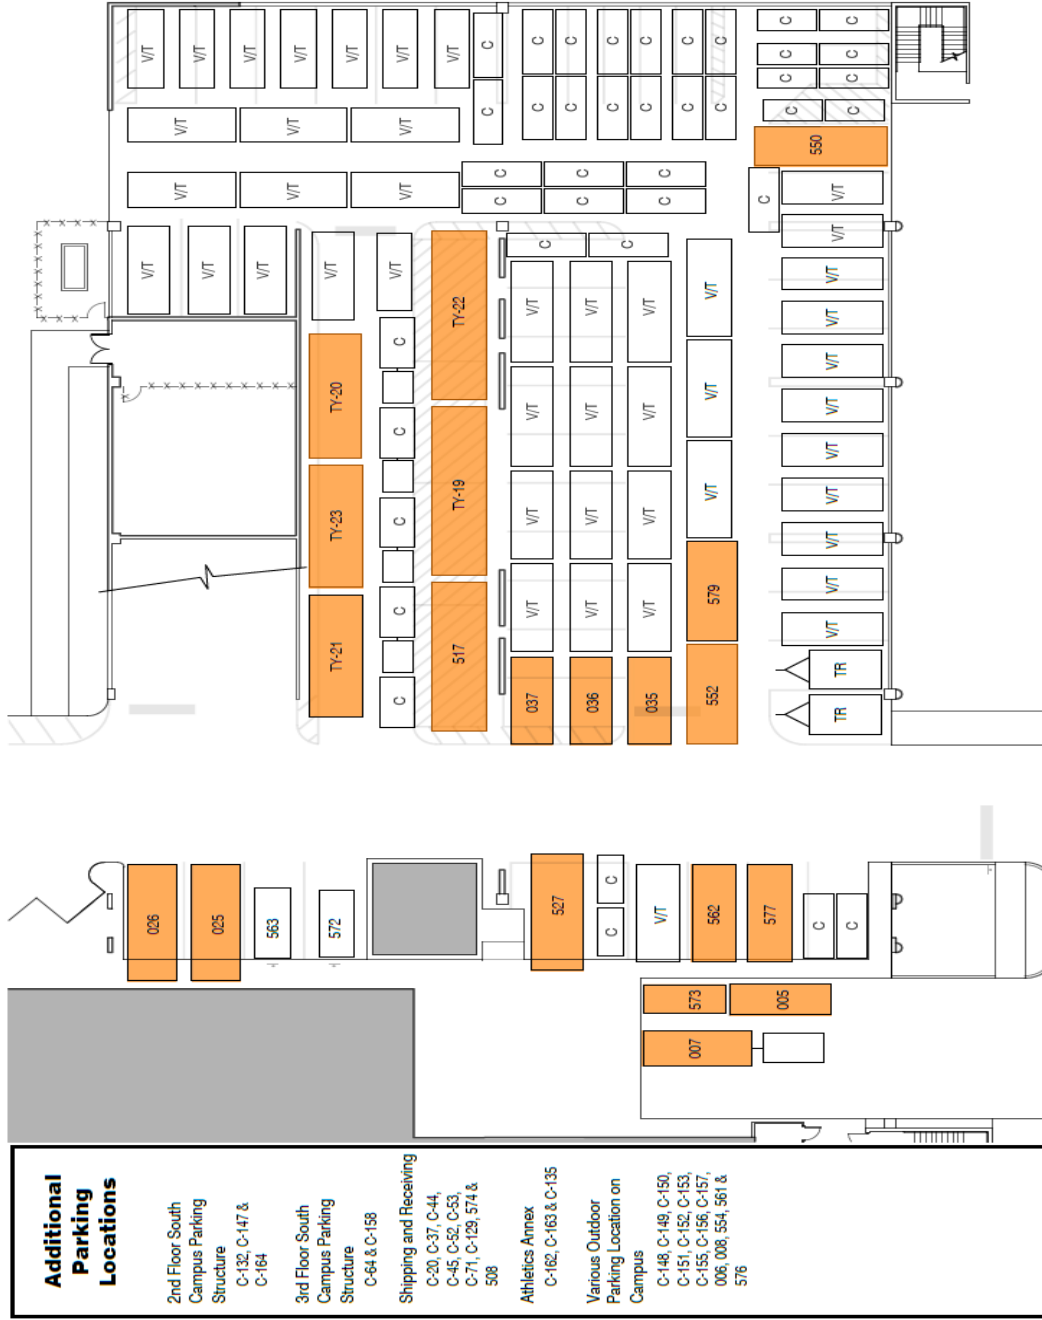 V/T V/T V/T V/T V/T V/T V/T C C C C C C C C C
C C
C C
C C C C C C C C C
V/T V/T V/T
550
C C C
V/T V/T V/T V/T
C C C C
V/T
C C
V/T V/T V/T V/T V/T
V/T
V/T
TY-22
V/T V/T V/T
V/T
C
V/T
TY-20
V/T
V/T
V/T V/T V/T
C
V/T
TY-19
V/T
V/T
V/T V/T V/T
C
TY-23
V/T
V/T
579
V/T V/T V/T
C
V/T
517
TY-21
TR
C
037
036
035
552
TR
026
025
563
572
527
C
C
V/T
562
577
C
C
573
005
007
Additional
Parking
Locations
2nd Floor South
Campus Parking
Structure
C-132, C-147 &
C-164
3rd Floor South
Campus Parking
Structure
C-64 & C-158
Shipping and Receiving
C-20, C-37, C-44,
C-45, C-52, C-53,
C-71, C-129, 574 &
508
Athletics Annex
C-162, C-163 & C-135
Various Outdoor
Parking Location on
Campus
C-148, C-149, C-150,
C-151, C-152, C-153,
C-155, C-156, C-157,
006, 008, 554, 561 &
576